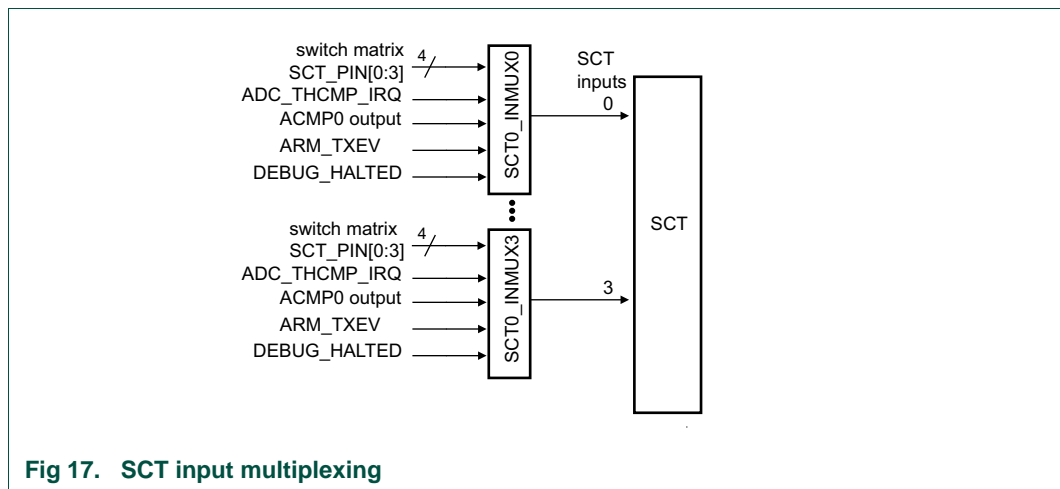 switch matrix
SCT_PIN[0:3]
4
ADC_THCMP_IRQ
ACMP0 output
ARM_TXEV
DEBUG_HALTED
SCT0_INMUX0
SCT
inputs
0
switch matrix
SCT_PIN[0:3]
4
ADC_THCMP_IRQ
ACMP0 output
ARM_TXEV
DEBUG_HALTED
SCT0_INMUX3
3
SCT
Fig 17. SCT input multiplexing